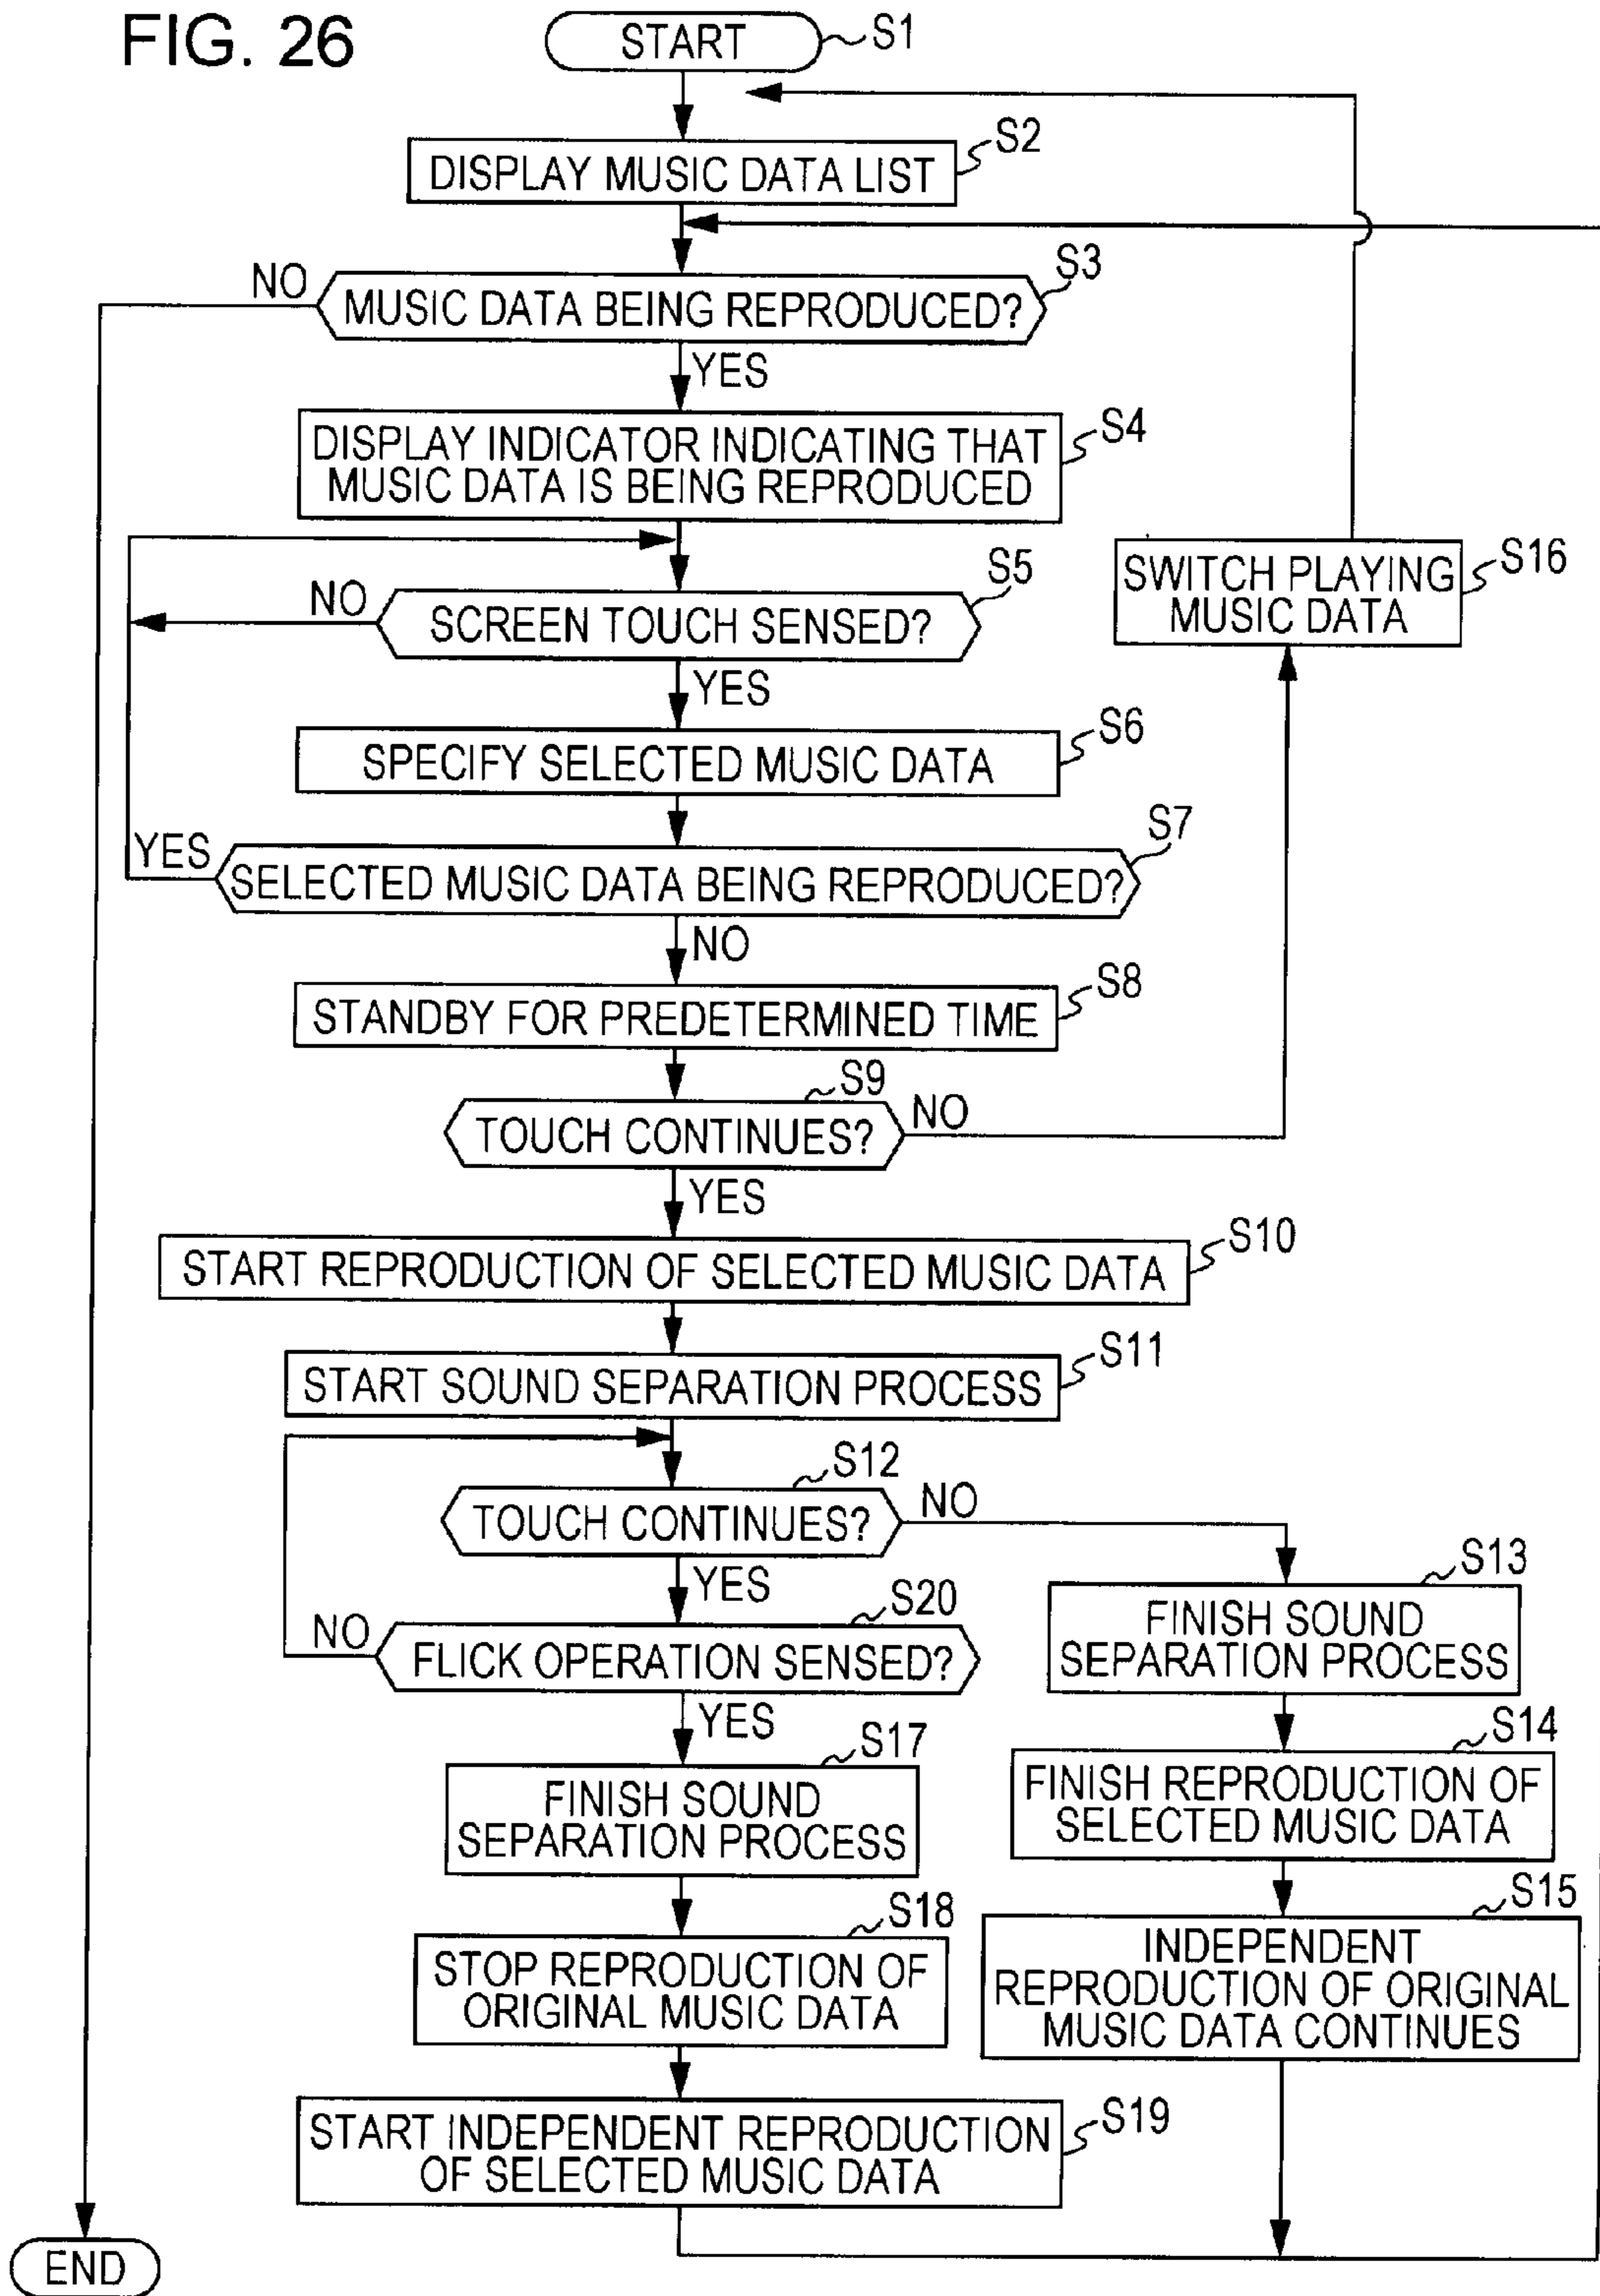 FIG. 26
START
S1
DISPLAY MUSIC DATA LIST
S2
MUSIC DATA BEING REPRODUCED?
S3
NO
YES
DISPLAY INDICATOR INDICATING THAT
MUSIC DATA IS BEING REPRODUCED
S4
SCREEN TOUCH SENSED?
S5
NO
YES
SWITCH PLAYING
MUSIC DATA
S16
SPECIFY SELECTED MUSIC DATA
S6
SELECTED MUSIC DATA BEING REPRODUCED?
S7
YES
NO
STANDBY FOR PREDETERMINED TIME
S8
TOUCH CONTINUES?
S9
NO
YES
START REPRODUCTION OF SELECTED MUSIC DATA
S10
START SOUND SEPARATION PROCESS
S11
TOUCH CONTINUES?
S12
NO
YES
FLICK OPERATION SENSED?
S20
NO
YES
FINISH SOUND
SEPARATION PROCESS
S13
FINISH REPRODUCTION OF
SELECTED MUSIC DATA
S14
INDEPENDENT
REPRODUCTION OF ORIGINAL
MUSIC DATA CONTINUES
S15
FINISH SOUND
SEPARATION PROCESS
S17
STOP REPRODUCTION OF
ORIGINAL MUSIC DATA
S18
START INDEPENDENT REPRODUCTION
OF SELECTED MUSIC DATA
S19
END